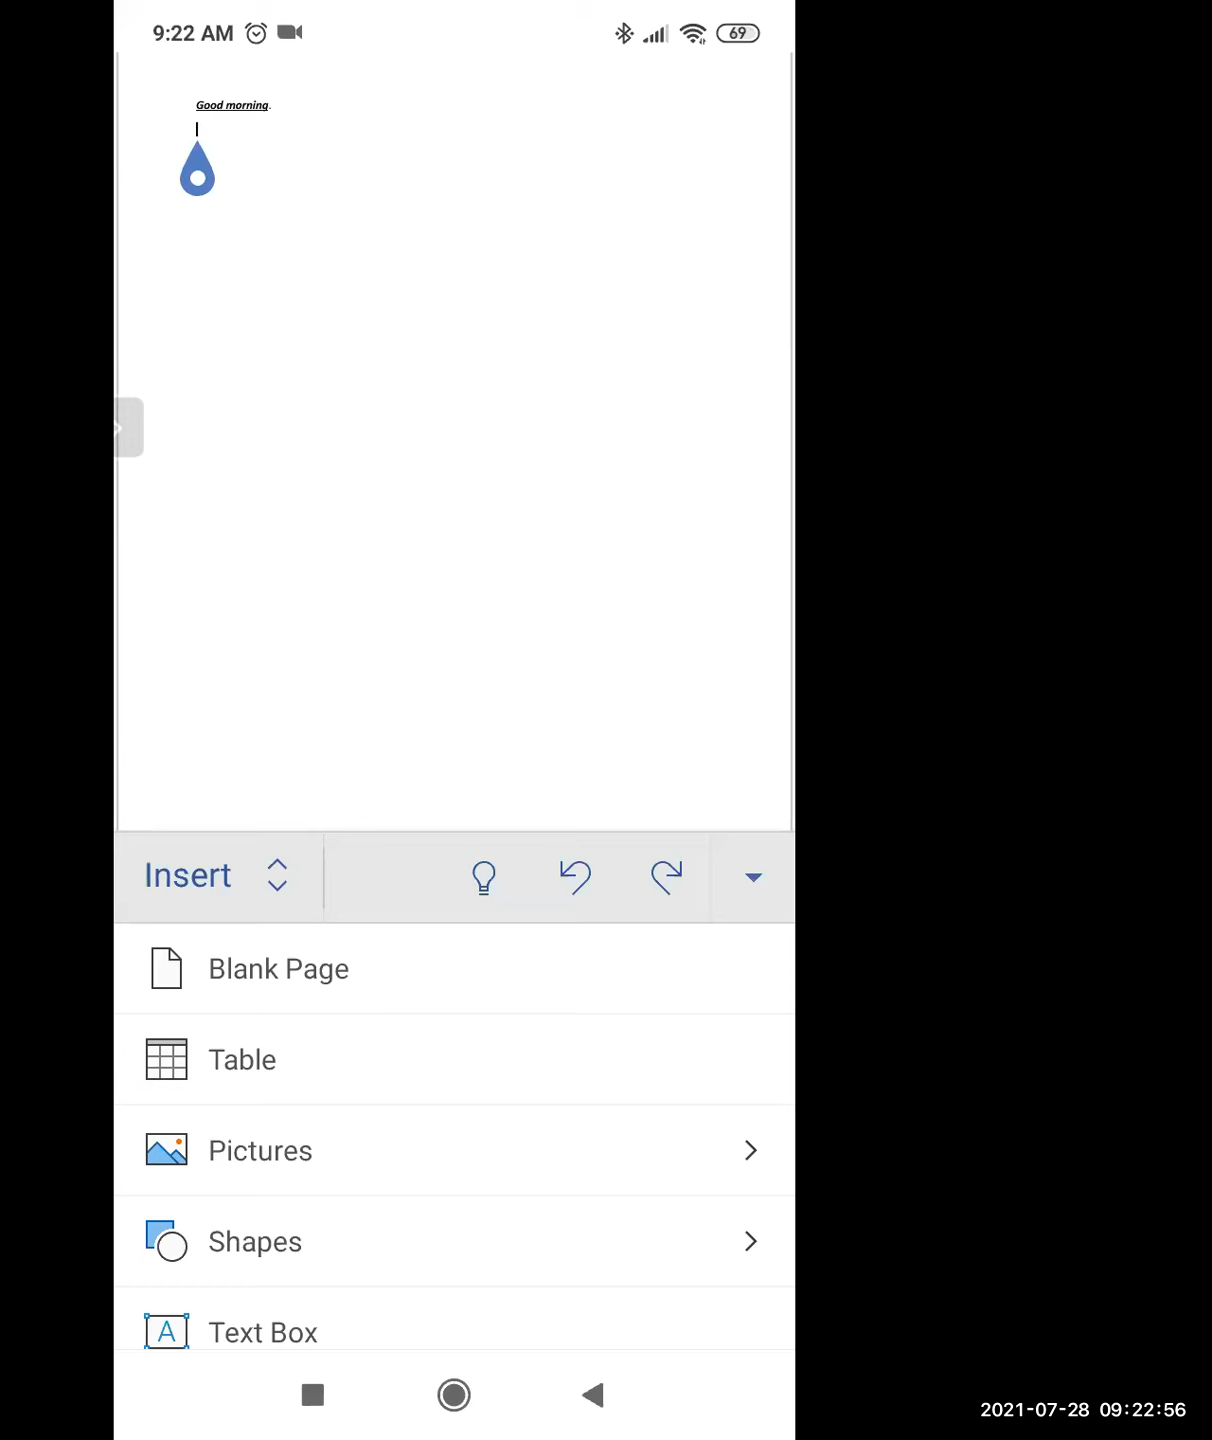 9:22 AM
69
Good morning.
Insert
Blank Page
Table
Pictures
Shapes
A Text Box
2021-07-28 09:22:56